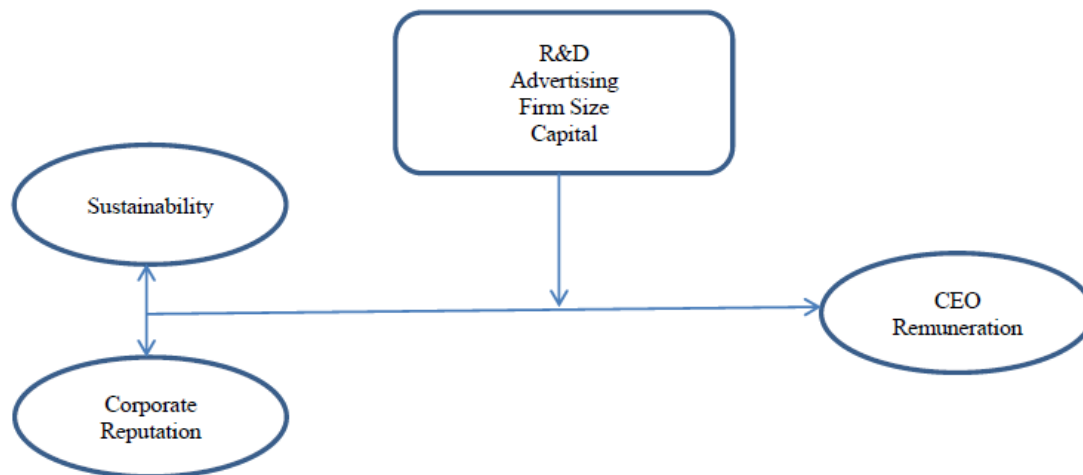 R&D
Advertising
Firm Size
Capital
Sustainability
CEO
Remuneration
Corporate
Reputation